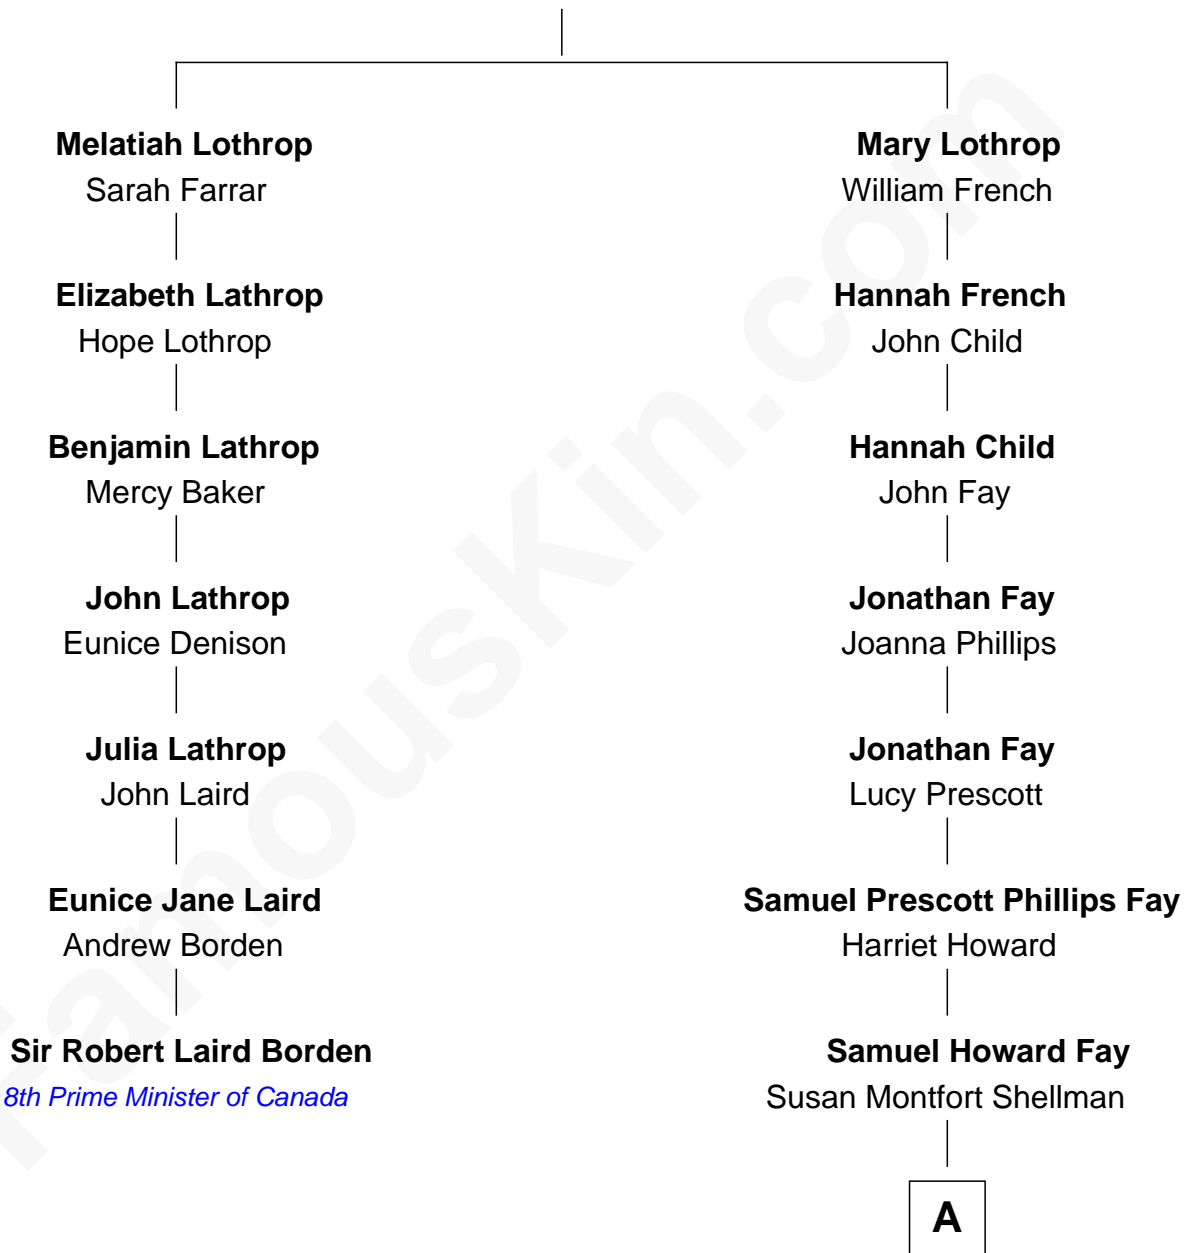 Melatiah Lothrop
Sarah Farrar
Elizabeth Lathrop
Hope Lothrop
Benjamin Lathrop
Mercy Baker
John Lathrop
Eunice Denison
Julia Lathrop
John Laird
Eunice Jane Laird
Andrew Borden
Sir Robert Laird Borden
8th Prime Minister of Canada
Mary Lothrop
William French
Hannah French
John Child
Hannah Child
John Fay
Jonathan Fay
Joanna Phillips
Jonathan Fay
Lucy Prescott
Samuel Prescott Phillips Fay
Harriet Howard
Samuel Howard Fay
Susan Montfort Shellman
A
FamousKin.com